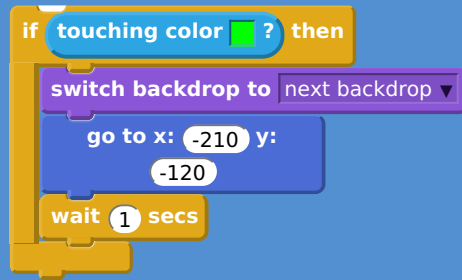 if touching color ? then
switch backdrop to next backdrop ▼
go to x: -210 y:
-120
wait 1 secs